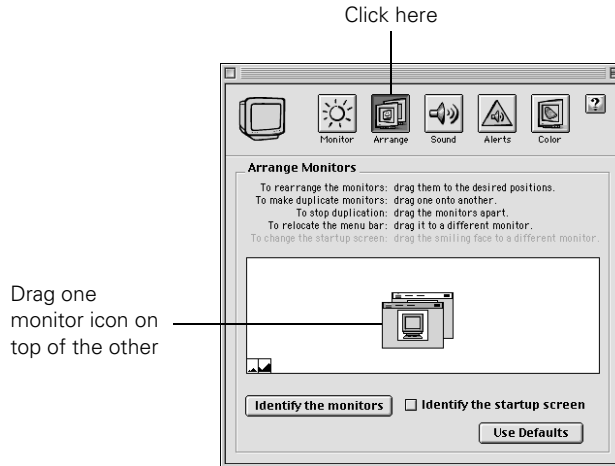 Click here
Monitor
Arrange
Sound
Alerts
Color
?
Arrange Monitors
To rearrange the monitors: drag them to the desired positions.
To make duplicate monitors: drag one onto another.
To stop duplication: drag the monitors apart.
To relocate the menu bar: drag it to a different monitor.
To change the startup screen: drag the smiling face to a different monitor.
Drag one
monitor icon on
top of the other
Identify the monitors
Identify the startup screen
Use Defaults